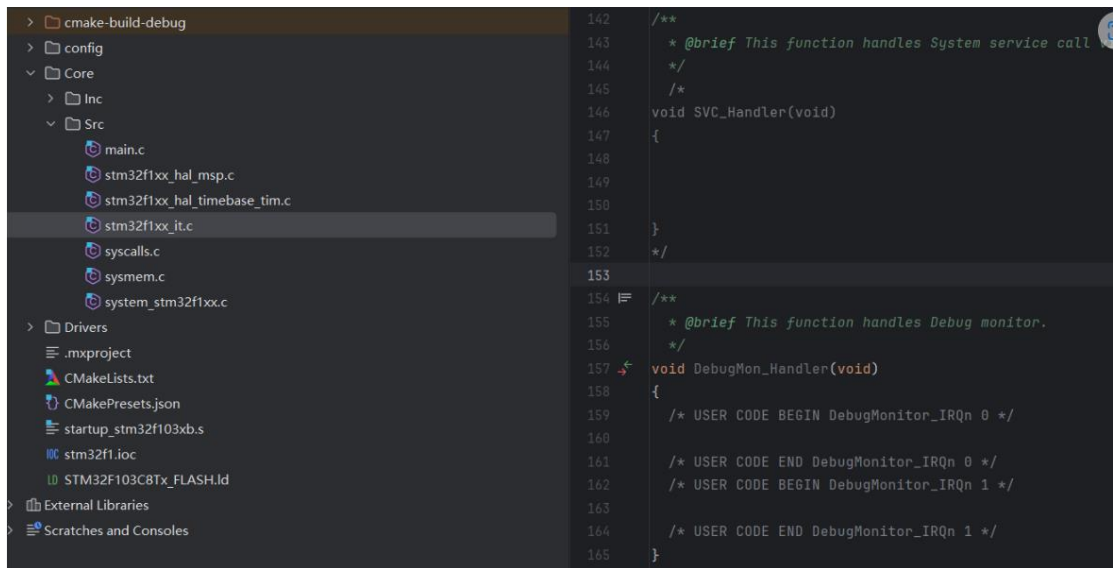 cmake-build-debug
config
Core
Inc
Src
main.c
stm32f1xx_hal_msp.c
stm32f1xx_hal_timebase_tim.c
stm32f1xx_it.c
syscalls.c
sysmem.c
system_stm32f1xx.c
Drivers
.mxproject
CMakeLists.txt
CMakePresets.json
startup_stm32f103xb.s
IOC stm32f1.ioc
LD STM32F103C8Tx_FLASH.ld
External Libraries
Scratches and Consoles
142 /**
143 * @brief This function handles System service call
144 */
145 /*
146 void SVC_Handler(void)
147 {
148
149
150
151 }
152 */
153
154 /**
155 * @brief This function handles Debug monitor.
156 */
157 void DebugMon_Handler(void)
158 {
159 /* USER CODE BEGIN DebugMonitor_IRQn 0 */
160
161 /* USER CODE END DebugMonitor_IRQn 0 */
162 /* USER CODE BEGIN DebugMonitor_IRQn 1 */
163
164 /* USER CODE END DebugMonitor_IRQn 1 */
165 }